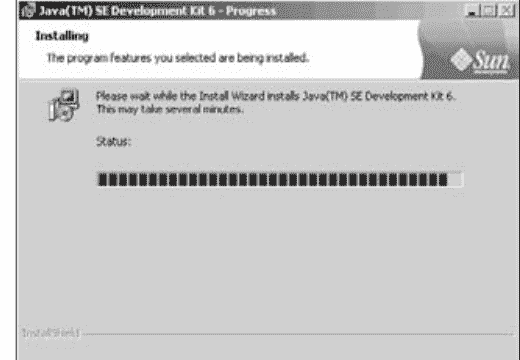 Java(TM) SE Development Kit 6 - Progress
Installing
The program features you selected are being installed.
Sun
Please wait while the Install Wizard installs Java(TM) SE Development Kit 6.
This may take several minutes.
Status:
InstallShield